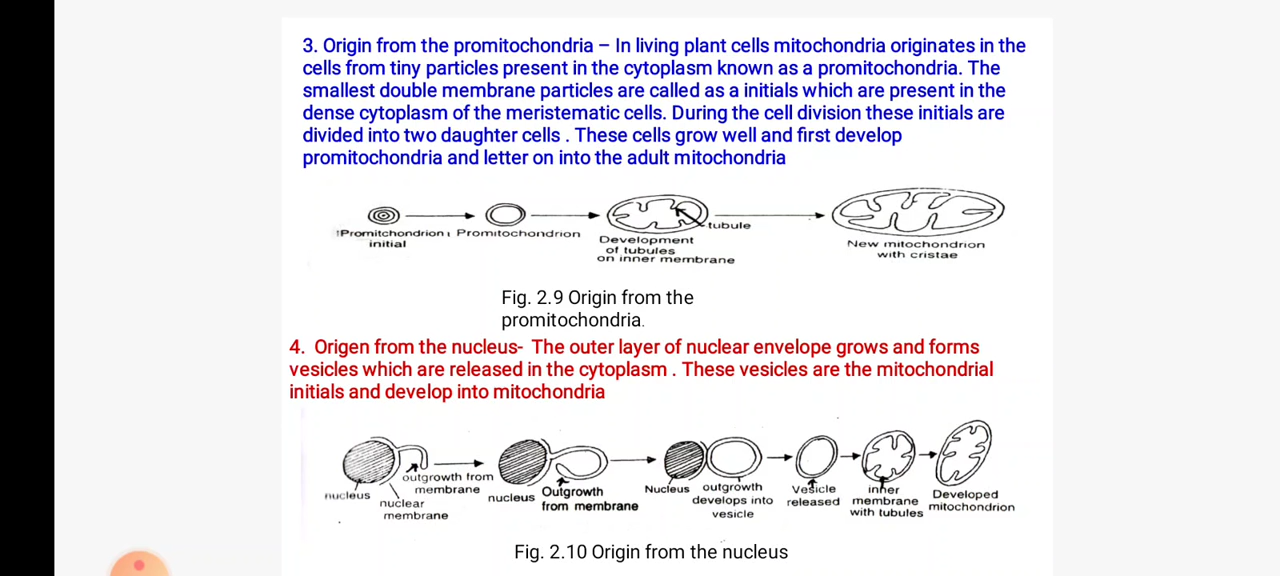 3. Origin from the promitochondria – In living plant cells mitochondria originates in the
cells from tiny particles present in the cytoplasm known as a promitochondria. The
smallest double membrane particles are called as a initials which are present in the
dense cytoplasm of the meristematic cells. During the cell division these initials are
divided into two daughter cells . These cells grow well and first develop
promitochondria and letter on into the adult mitochondria
Promitchondrion
initial
Promitochondrion
Development
of tubules
on inner membrane
tubule
New mitochondrion
with cristae
Fig. 2.9 Origin from the
promitochondria.
4. Origen from the nucleus- The outer layer of nuclear envelope grows and forms
vesicles which are released in the cytoplasm . These vesicles are the mitochondrial
initials and develop into mitochondria
nucleus
outgrowth from
membrane
nuclear
membrane
nucleus
Outgrowth
from membrane
Nucleus
outgrowth
develops into
vesicle
Vesicle
released
inner
membrane
with tubules
Developed
mitochondrion
Fig. 2.10 Origin from the nucleus